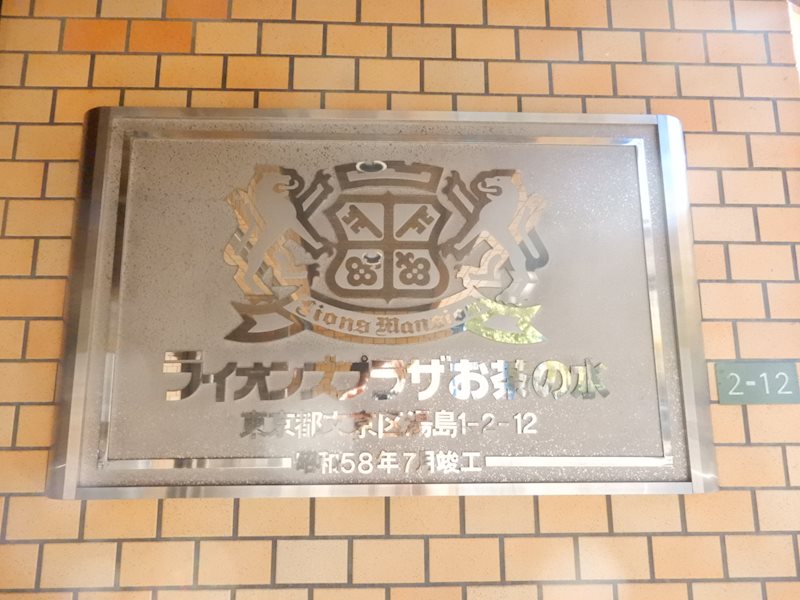 Lions Mansion
ライオンズプラザお茶の水
東京都文京区湯島1-2-12
昭和58年7月竣工
2-12